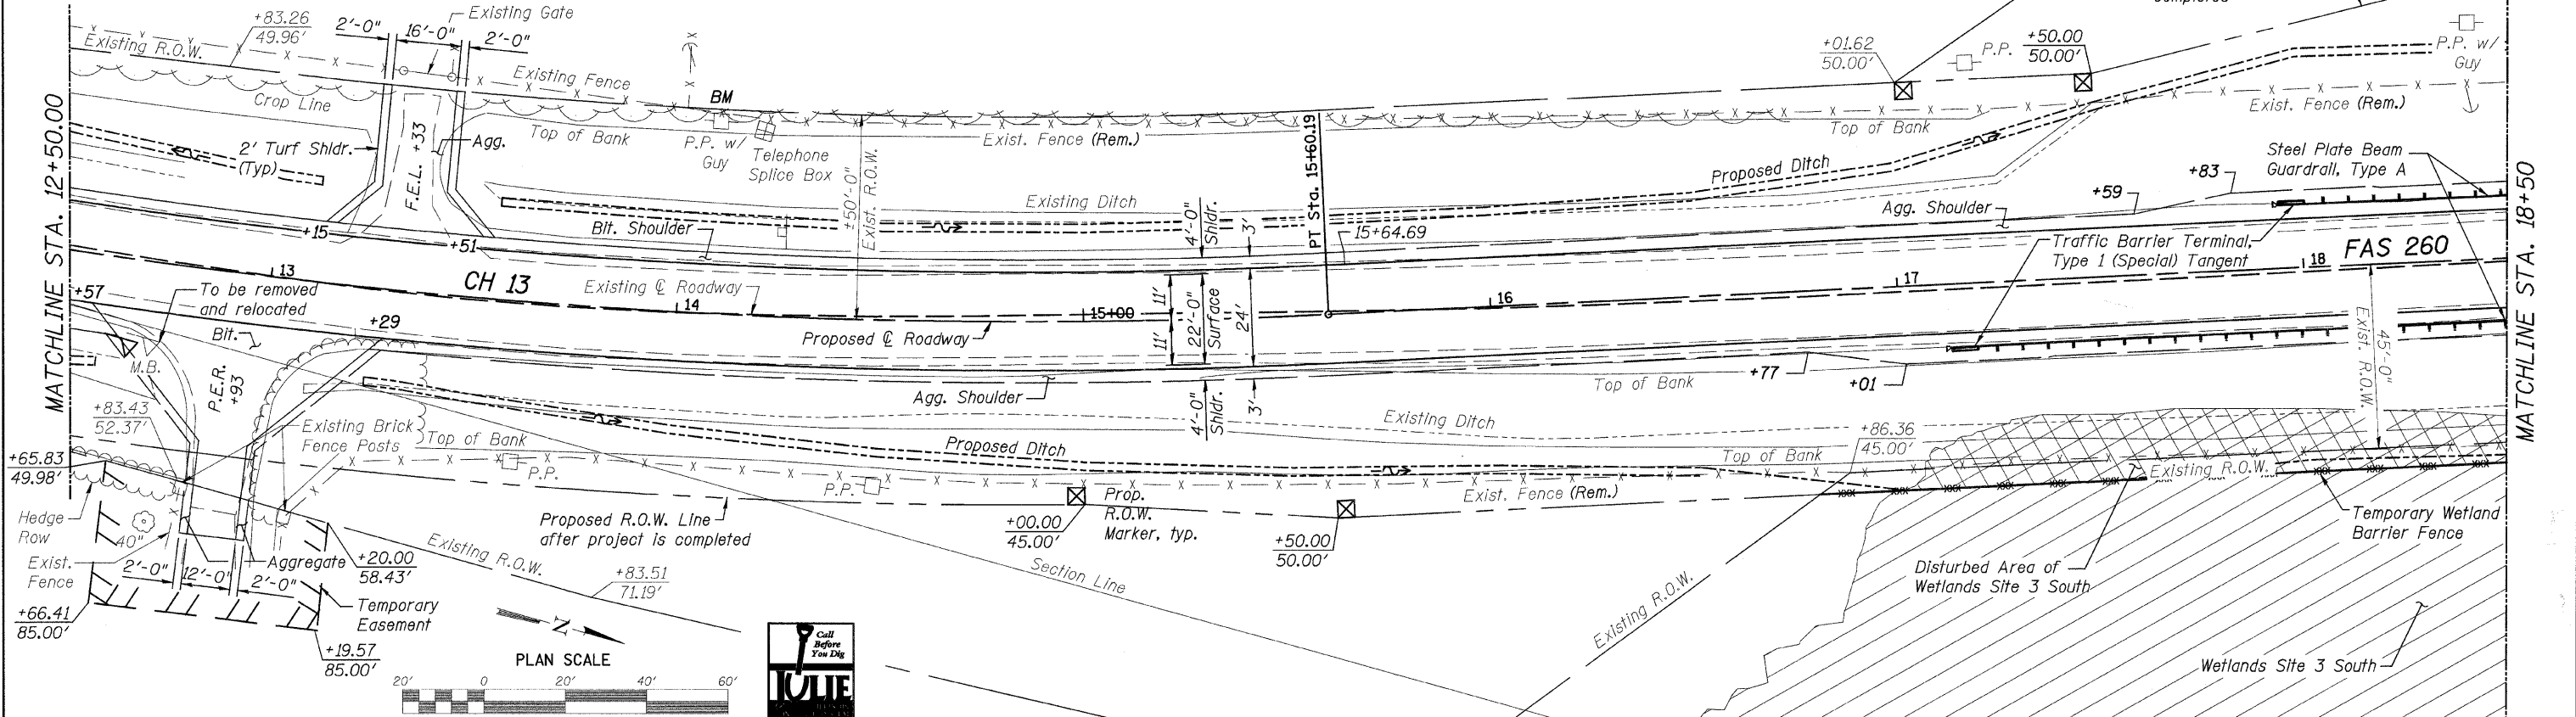 MATCHLINE STA. 12+50.00
Existing R.O.W.
+83.26
49.96'
2'-0"
16'-0"
2'-0"
Existing Gate
Existing Fence
Crop Line
2' Turf Shldr.
(Typ)
F.E.L. +33
Agg.
Top of Bank
BM
P.P. w/
Guy
Telephone
Splice Box
±50'-0"
Exist. R.O.W.
Exist. Fence (Rem.)
Existing Ditch
PT Sta. 15+60.19
+01.62
50.00'
P.P.
+50.00
50.00'
P.P. w/
Guy
Exist. Fence (Rem.)
Top of Bank
Proposed Ditch
Steel Plate Beam
Guardrail, Type A
+83
+59
Agg. Shoulder
Traffic Barrier Terminal,
Type 1 (Special) Tangent
FAS 260
MATCHLINE STA. 18+50
+15
+51
Bit. Shoulder
4'-0"
Shldr.
3'
15+64.69
13
CH 13
Existing ℄ Roadway
14
15+00
16
17
18
11'
11'
22'-0"
Surface
24'
Proposed ℄ Roadway
+57
To be removed
and relocated
Bit.
+29
M.B.
P.E.R.
+93
+83.43
52.37'
Existing Brick
Fence Posts
Top of Bank
Agg. Shoulder
4'-0"
Shldr.
3'
Top of Bank
+77
+01
45'-0"
Exist. R.O.W.
Existing Ditch
Proposed Ditch
+86.36
45.00'
Top of Bank
Existing R.O.W.
+65.83
49.98'
P.P.
P.P.
Prop.
R.O.W.
Marker, typ.
+00.00
45.00'
Exist. Fence (Rem.)
+50.00
50.00'
Hedge
Row
40"
Exist.
Fence
2'-0"
12'-0"
2'-0"
Aggregate
+20.00
58.43'
Proposed R.O.W. Line
after project is completed
Existing R.O.W.
+83.51
71.19'
Section Line
Temporary Wetland
Barrier Fence
Disturbed Area of
Wetlands Site 3 South
Existing R.O.W.
+66.41
85.00'
Temporary
Easement
+19.57
85.00'
N
PLAN SCALE
20'
0
20'
40'
60'
Call
Before
You Dig
JULIE
Wetlands Site 3 South